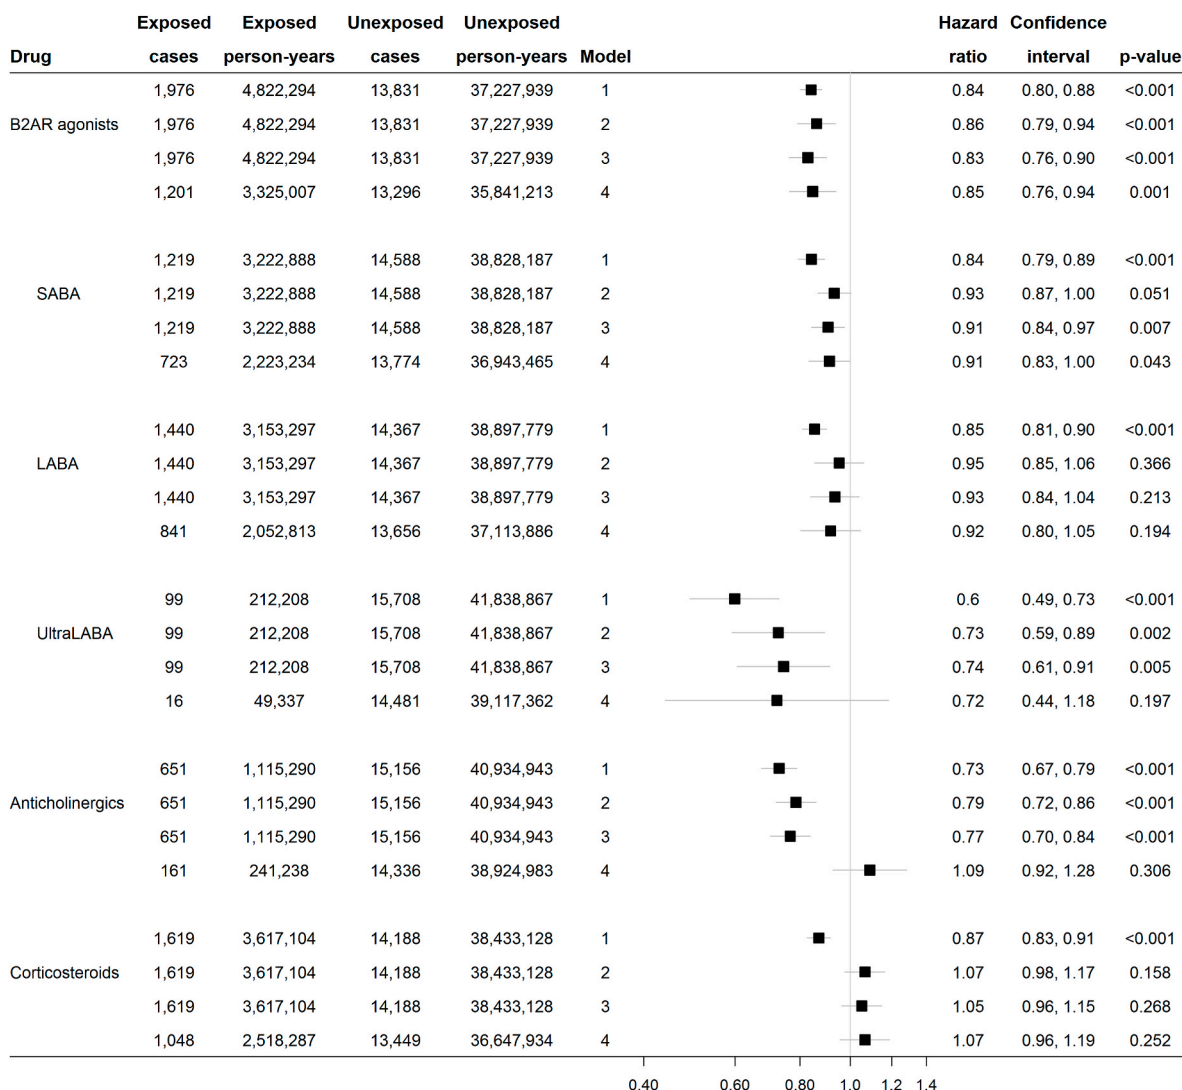 Exposed Exposed Unexposed Unexposed Hazard Confidence
Drug cases person-years cases person-years Model ratio interval p-value
1,976 4,822,294 13,831 37,227,939 1 0.84 0.80, 0.88 <0.001
B2AR agonists 1,976 4,822,294 13,831 37,227,939 2 0.86 0.79, 0.94 <0.001
1,976 4,822,294 13,831 37,227,939 3 0.83 0.76, 0.90 <0.001
1,201 3,325,007 13,296 35,841,213 4 0.85 0.76, 0.94 0.001
1,219 3,222,888 14,588 38,828,187 1 0.84 0.79, 0.89 <0.001
SABA 1,219 3,222,888 14,588 38,828,187 2 0.93 0.87, 1.00 0.051
1,219 3,222,888 14,588 38,828,187 3 0.91 0.84, 0.97 0.007
723 2,223,234 13,774 36,943,465 4 0.91 0.83, 1.00 0.043
1,440 3,153,297 14,367 38,897,779 1 0.85 0.81, 0.90 <0.001
LABA 1,440 3,153,297 14,367 38,897,779 2 0.95 0.85, 1.06 0.366
1,440 3,153,297 14,367 38,897,779 3 0.93 0.84, 1.04 0.213
841 2,052,813 13,656 37,113,886 4 0.92 0.80, 1.05 0.194
99 212,208 15,708 41,838,867 1 0.6 0.49, 0.73 <0.001
UltraLABA 99 212,208 15,708 41,838,867 2 0.73 0.59, 0.89 0.002
99 212,208 15,708 41,838,867 3 0.74 0.61, 0.91 0.005
16 49,337 14,481 39,117,362 4 0.72 0.44, 1.18 0.197
651 1,115,290 15,156 40,934,943 1 0.73 0.67, 0.79 <0.001
Anticholinergics 651 1,115,290 15,156 40,934,943 2 0.79 0.72, 0.86 <0.001
651 1,115,290 15,156 40,934,943 3 0.77 0.70, 0.84 <0.001
161 241,238 14,336 38,924,983 4 1.09 0.92, 1.28 0.306
1,619 3,617,104 14,188 38,433,128 1 0.87 0.83, 0.91 <0.001
Corticosteroids 1,619 3,617,104 14,188 38,433,128 2 1.07 0.98, 1.17 0.158
1,619 3,617,104 14,188 38,433,128 3 1.05 0.96, 1.15 0.268
1,048 2,518,287 13,449 36,647,934 4 1.07 0.96, 1.19 0.252
0.40 0.60 0.80 1.0 1.2 1.4